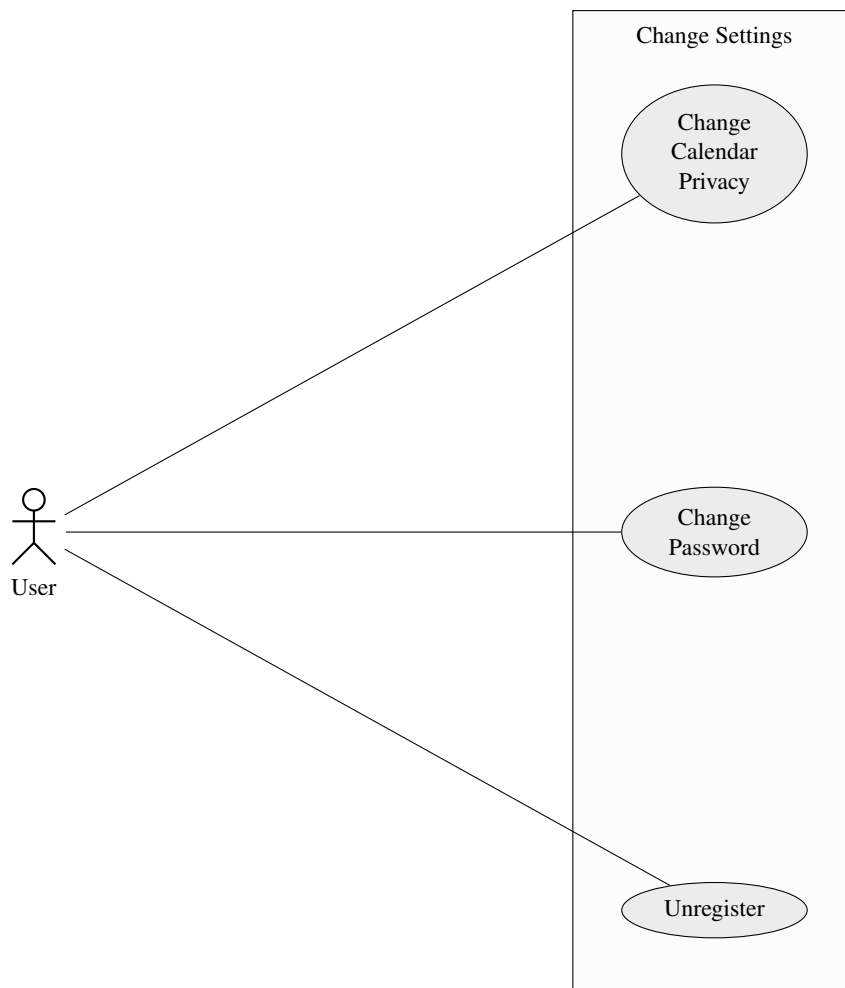 Change Settings
Change
Calendar
Privacy
Change
Password
User
Unregister